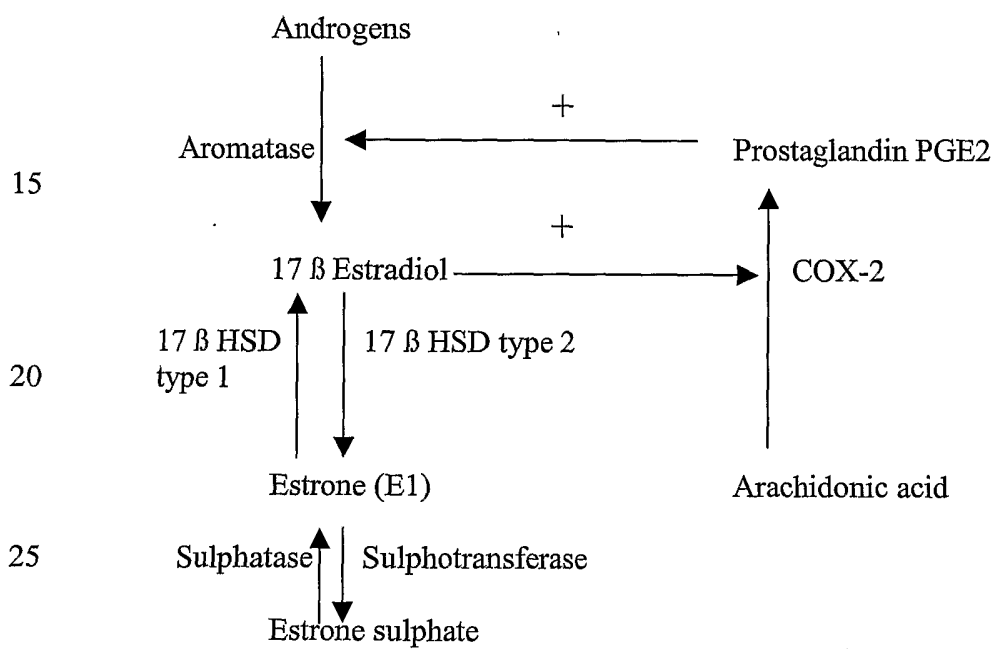 Androgens
+
Aromatase
Prostaglandin PGE2
15
+
17 ß Estradiol
COX-2
17 ß HSD
type 1
17 ß HSD type 2
20
Estrone (E1)
Arachidonic acid
25
Sulphatase
Sulphotransferase
Estrone sulphate